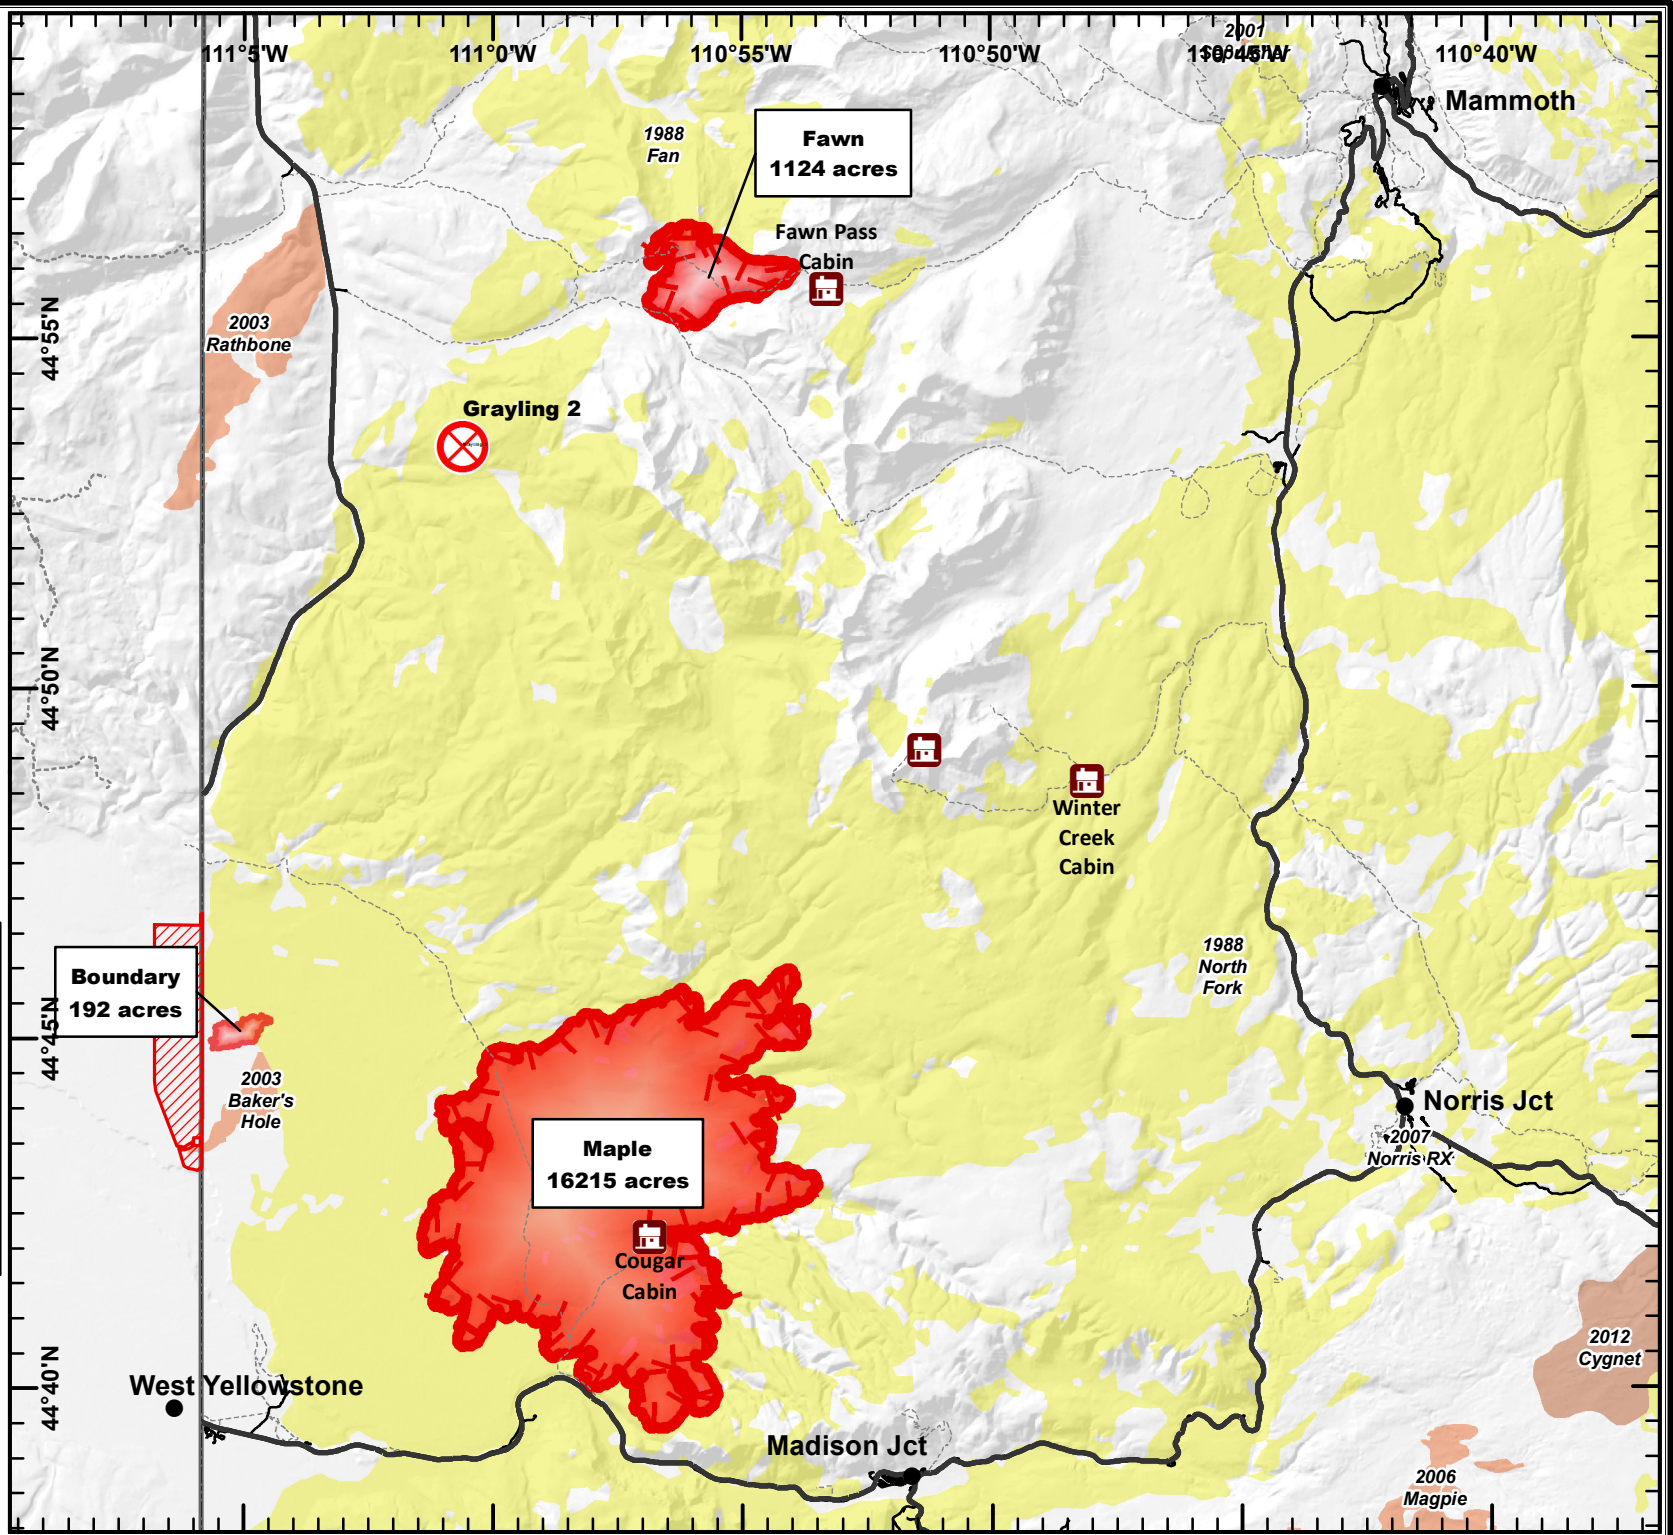 2001
111°5'W
111°0'W
110°55'W
110°50'W
110°45'W
110°40'W
Mammoth
1988
Fan
Fawn
1124 acres
Fawn Pass
Cabin
44°55'N
2003
Rathbone
Grayling 2
44°50'N
Winter
Creek
Cabin
1988
North
Fork
Boundary
192 acres
44°45'N
2003
Baker's
Hole
Norris Jct
2007
Norris RX
Maple
16215 acres
Cougar
Cabin
2012
Cygnet
44°40'N
West Yellowstone
Madison Jct
2006
Magpie